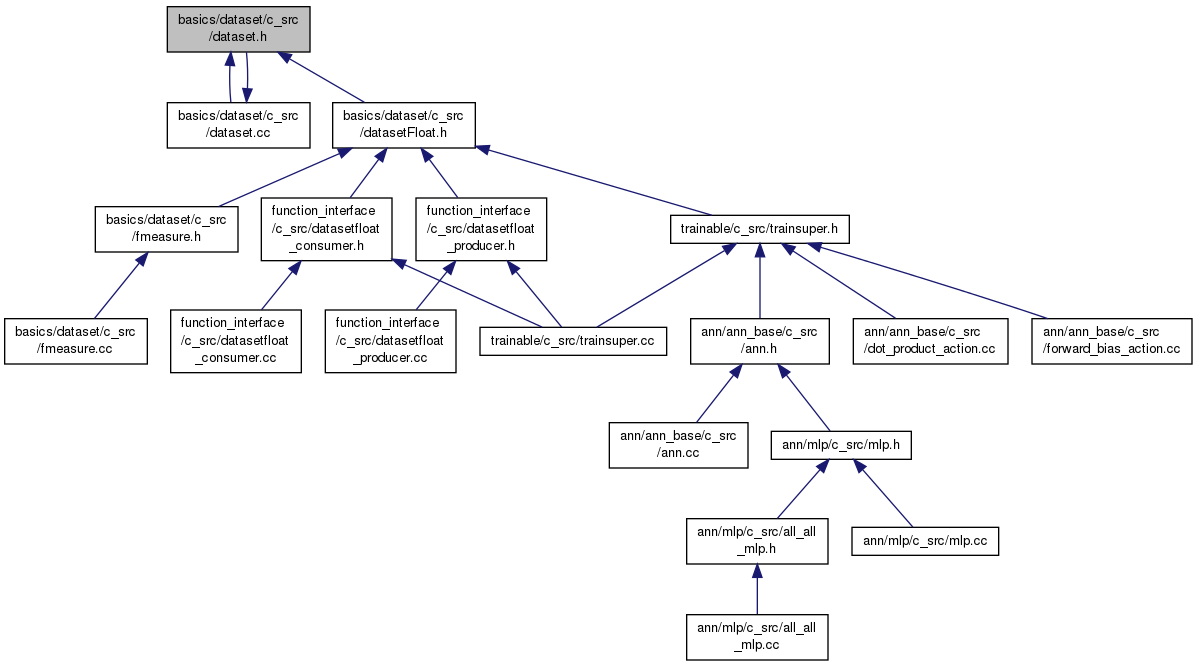 basics/dataset/c_src
/dataset.h
basics/dataset/c_src
/dataset.cc
basics/dataset/c_src
/datasetFloat.h
basics/dataset/c_src
/fmeasure.h
function_interface
/c_src/datasetfloat
_consumer.h
function_interface
/c_src/datasetfloat
_producer.h
trainable/c_src/trainsuper.h
basics/dataset/c_src
/fmeasure.cc
function_interface
/c_src/datasetfloat
_consumer.cc
function_interface
/c_src/datasetfloat
_producer.cc
trainable/c_src/trainsuper.cc
ann/ann_base/c_src
/ann.h
ann/ann_base/c_src
/dot_product_action.cc
ann/ann_base/c_src
/forward_bias_action.cc
ann/ann_base/c_src
/ann.cc
ann/mlp/c_src/mlp.h
ann/mlp/c_src/all_all
_mlp.h
ann/mlp/c_src/mlp.cc
ann/mlp/c_src/all_all
_mlp.cc